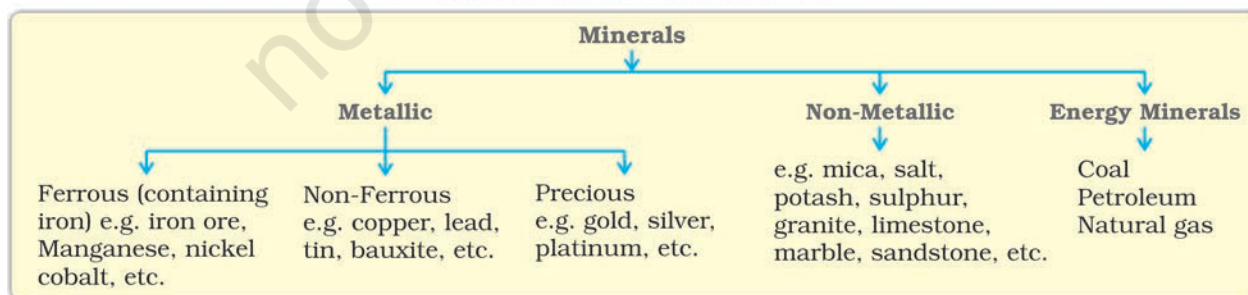 Minerals
Metallic
Non-Metallic
Energy Minerals
Ferrous (containing
iron) e.g. iron ore,
Manganese, nickel
cobalt, etc.
Non-Ferrous
e.g. copper, lead,
tin, bauxite, etc.
Precious
e.g. gold, silver,
platinum, etc.
e.g. mica, salt,
potash, sulphur,
granite, limestone,
marble, sandstone, etc.
Coal
Petroleum
Natural gas
no